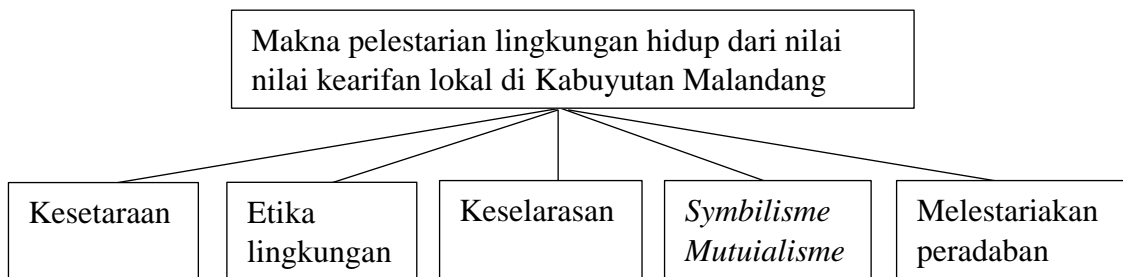 Makna pelestarian lingkungan hidup dari nilai
nilai kearifan lokal di Kabuyutan Malandang
Kesetaraan
Etika
lingkungan
Keselarasan
Symbilisme
Mutuialisme
Melestariakan
peradaban